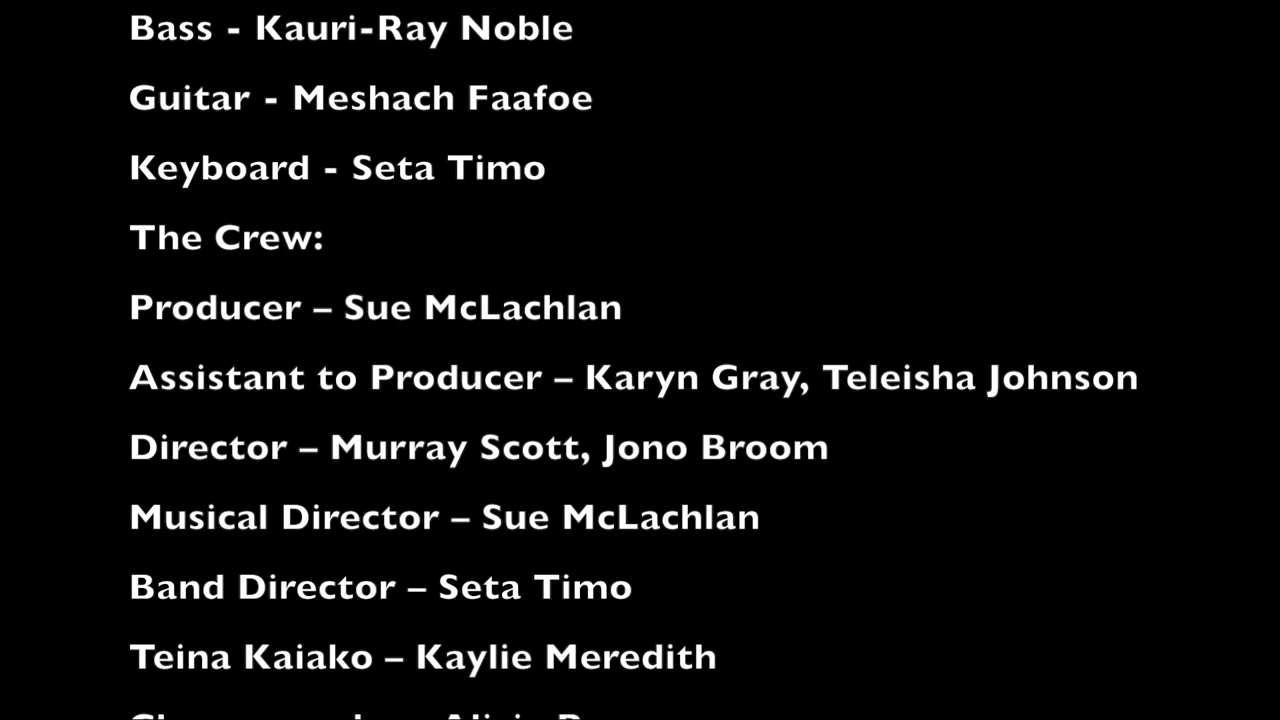 Bass - Kauri-Ray Noble
Guitar - Meshach Faafoe
Keyboard - Seta Timo
The Crew:
Producer – Sue McLachlan
Assistant to Producer – Karyn Gray, Teleisha Johnson
Director – Murray Scott, Jono Broom
Musical Director – Sue McLachlan
Band Director – Seta Timo
Teina Kaiako – Kaylie Meredith